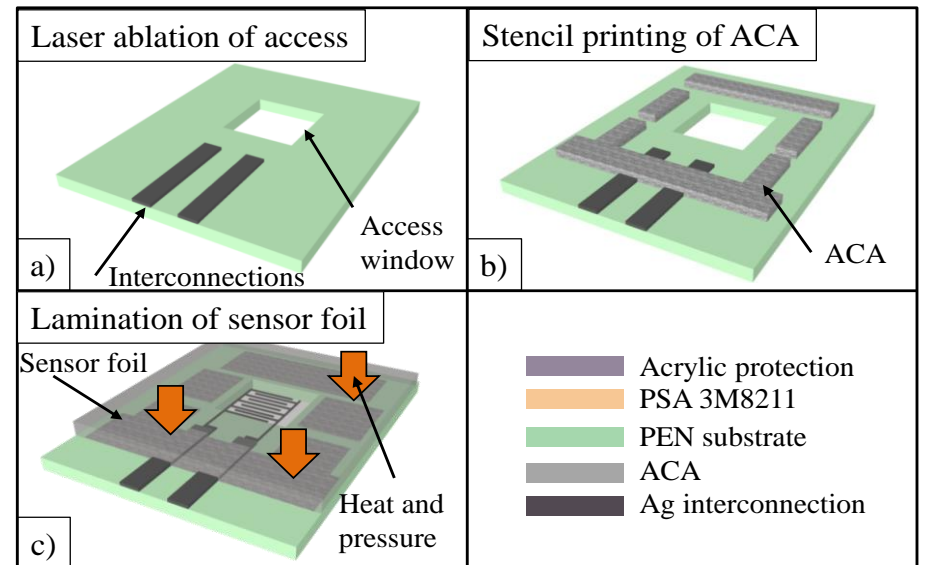 Laser ablation of access
Access
window
Interconnections
a)
Stencil printing of ACA
ACA
b)
Lamination of sensor foil
Sensor foil
Heat and
pressure
c)
Acrylic protection
PSA 3M8211
PEN substrate
ACA
Ag interconnection